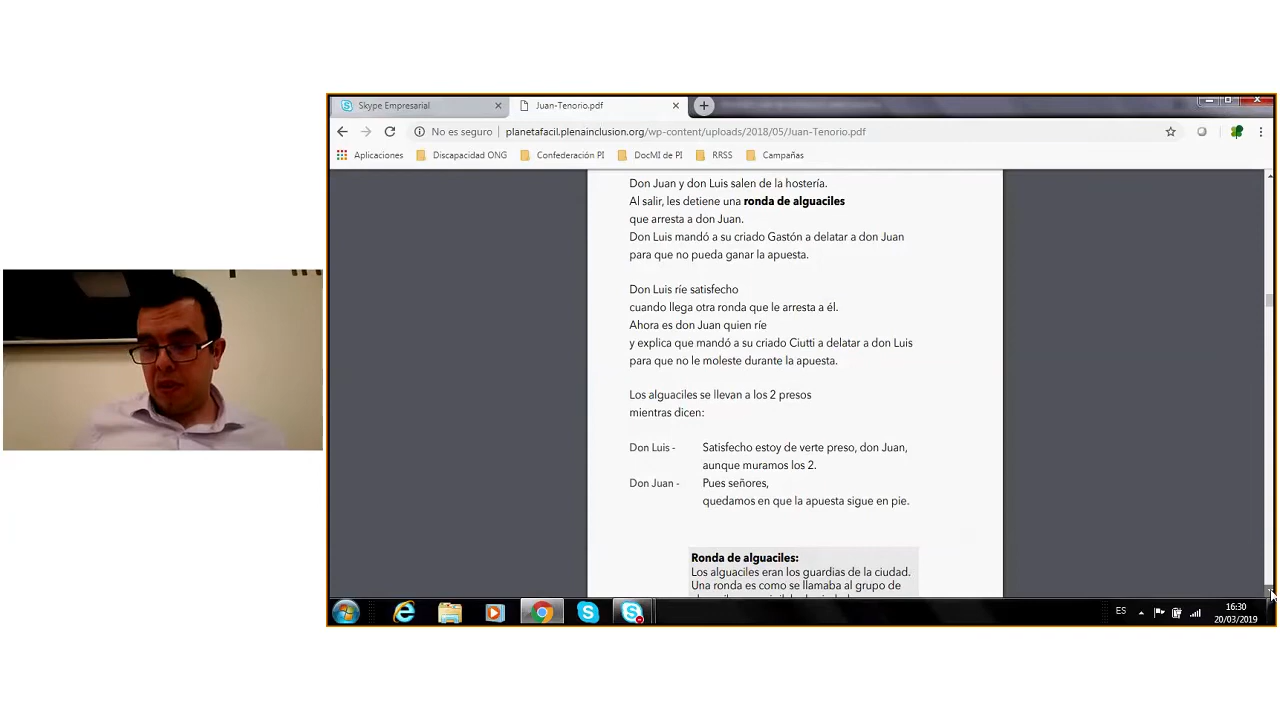 Skype Empresarial
Juan-Tenorio.pdf
No es seguro
planetafacil.plenainclusion.org/wp-content/uploads/2018/05/Juan-Tenorio.pdf
Aplicaciones
Discapacidad ONG
Confederación PI
DocMI de PI
RRSS
Campañas
Don Juan y don Luis salen de la hostería.
Al salir, les detiene una ronda de alguaciles
que arresta a don Juan.
Don Luis mandó a su criado Gastón a delatar a don Juan
para que no pueda ganar la apuesta.
Don Luis ríe satisfecho
cuando llega otra ronda que le arresta a él.
Ahora es don Juan quien ríe
y explica que mandó a su criado Ciutti a delatar a don Luis
para que no le moleste durante la apuesta.
Los alguaciles se llevan a los 2 presos
mientras dicen:
Don Luis - Satisfecho estoy de verte preso, don Juan,
aunque muramos los 2.
Don Juan - Pues señores,
quedamos en que la apuesta sigue en pie.
Ronda de alguaciles:
Los alguaciles eran los guardias de la ciudad.
Una ronda es como se llamaba al grupo de
ES
16:30
20/03/2019